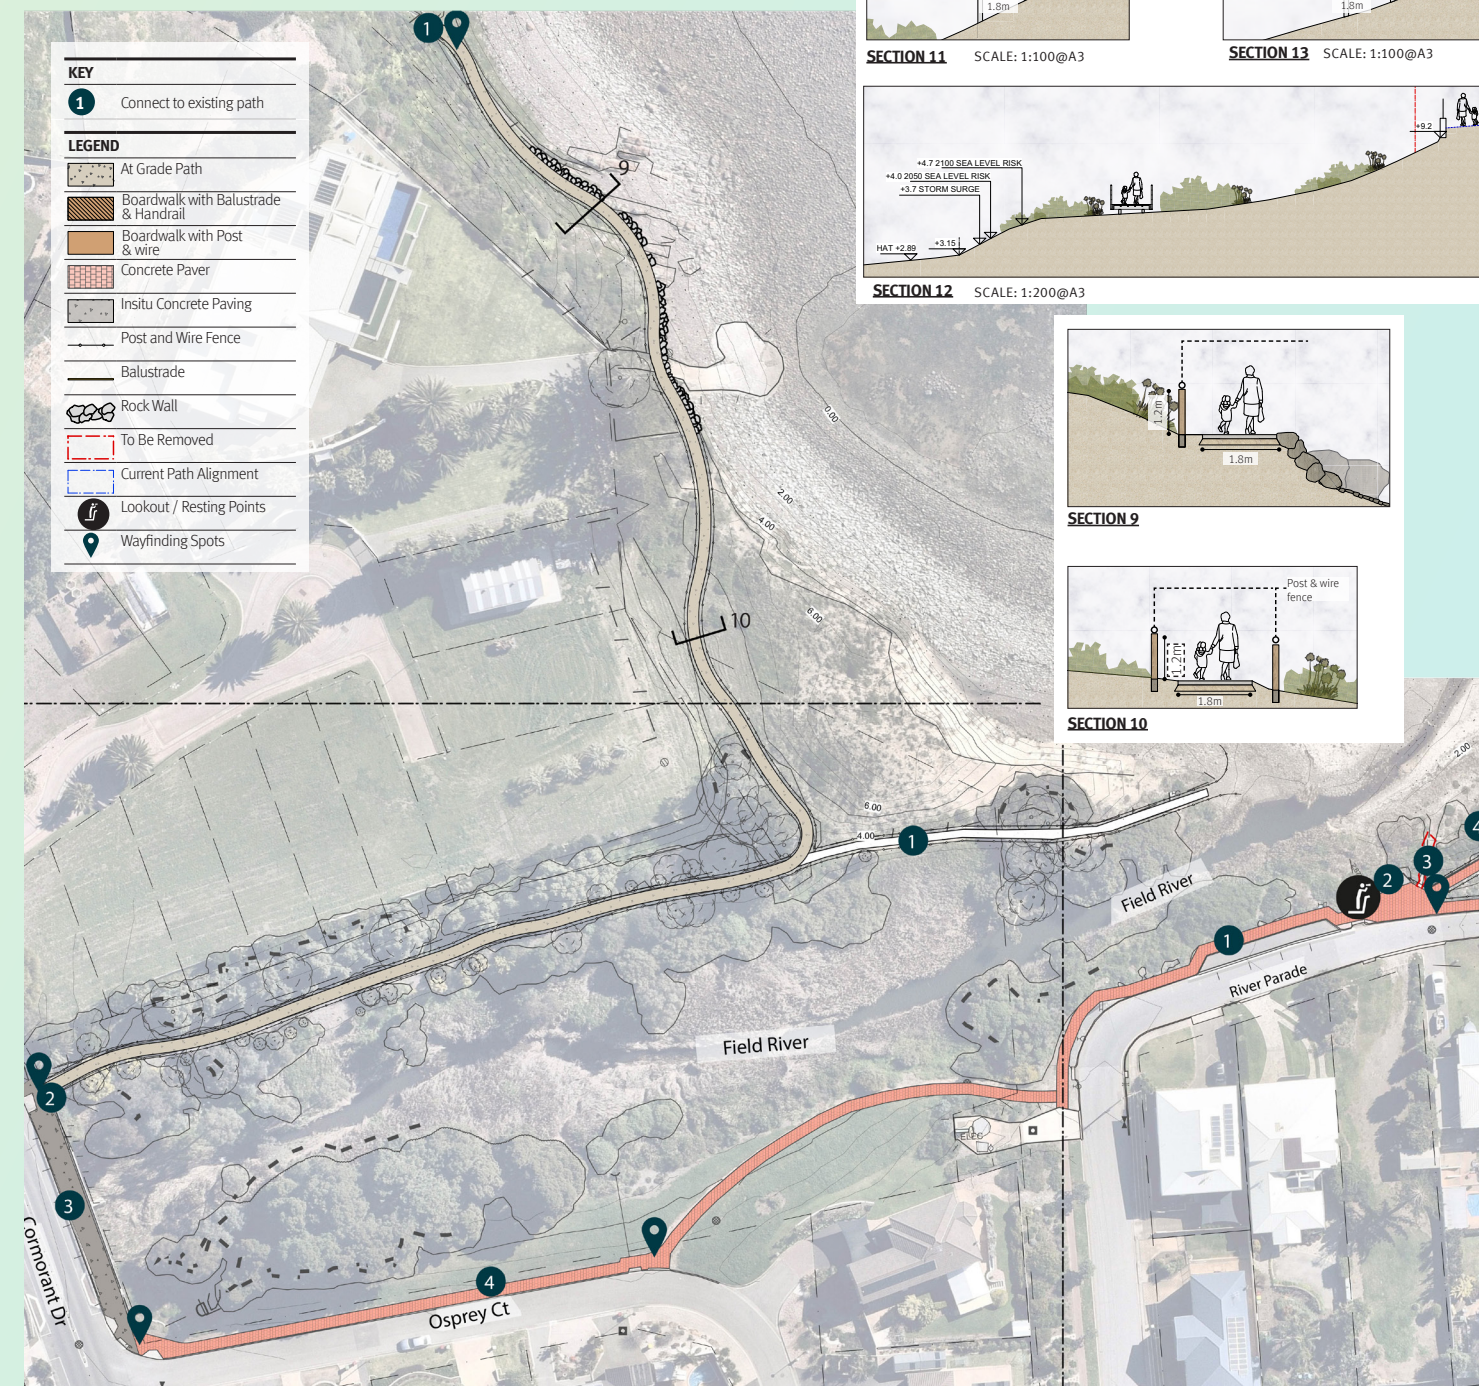 KEY
1 Connect to existing path
LEGEND
At Grade Path
Boardwalk with Balustrade
& Handrail
Boardwalk with Post
& wire
Concrete Paver
Insitu Concrete Paving
Post and Wire Fence
Balustrade
Rock Wall
To Be Removed
Current Path Alignment
Lookout / Resting Points
Wayfinding Spots
1
9
10
0.00
2.00
4.00
6.00
6.00
4.00
1
2
3
4
Field River
Field River
Cormorant Dr
Osprey Ct
ELEC
River Parade
1
2
3
4
2.00
1.8m
SECTION 11 SCALE: 1:100@A3
1.8m
SECTION 13 SCALE: 1:100@A3
+9.2
+4.7 2100 SEA LEVEL RISK
+4.0 2050 SEA LEVEL RISK
+3.7 STORM SURGE
+3.15
HAT +2.89
SECTION 12 SCALE: 1:200@A3
1.2m
1.8m
SECTION 9
Post & wire
fence
1.2m
1.8m
SECTION 10